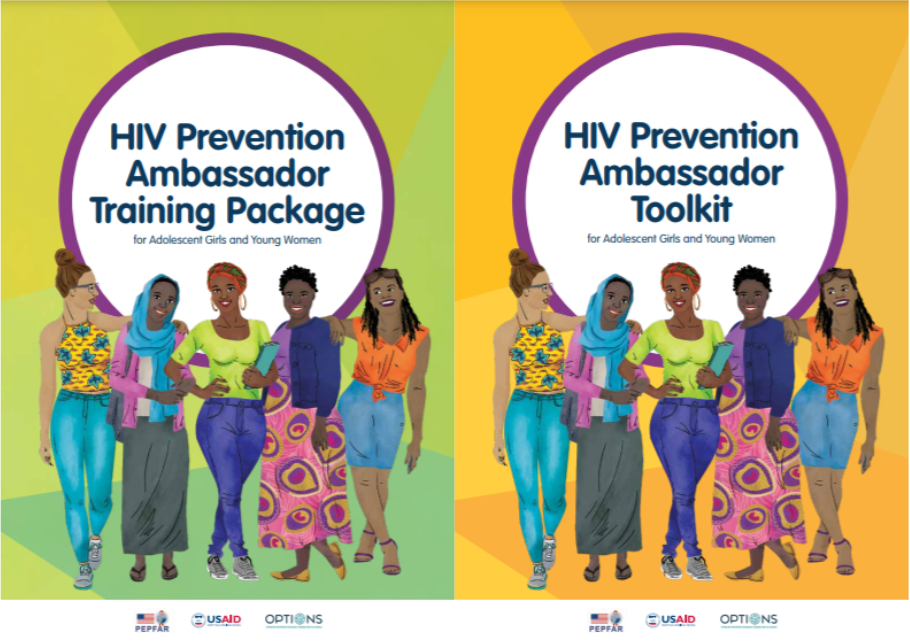 HIV Prevention
Ambassador
Training Package
for Adolescent Girls and Young Women
PEPFAR
USAID
OPTIONS
HIV Prevention
Ambassador
Toolkit
for Adolescent Girls and Young Women
PEPFAR
USAID
OPTIONS